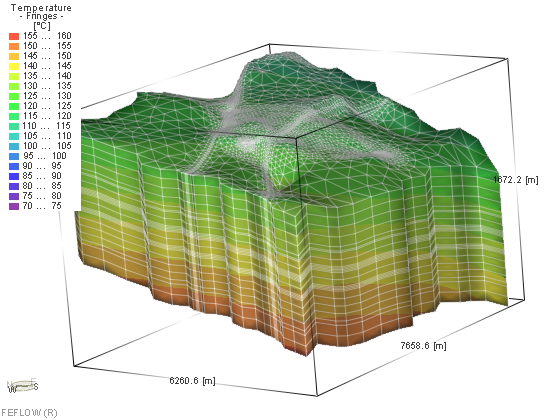 Temperature
- Fringes -
[°C]
155 ... 160
150 ... 155
145 ... 150
140 ... 145
135 ... 140
130 ... 135
125 ... 130
120 ... 125
115 ... 120
110 ... 115
105 ... 110
100 ... 105
95 ... 100
90 ... 95
85 ... 90
80 ... 85
75 ... 80
70 ... 75
1672.2 [m]
7658.6 [m]
6260.6 [m]
N E
W S
FEFLOW (R)